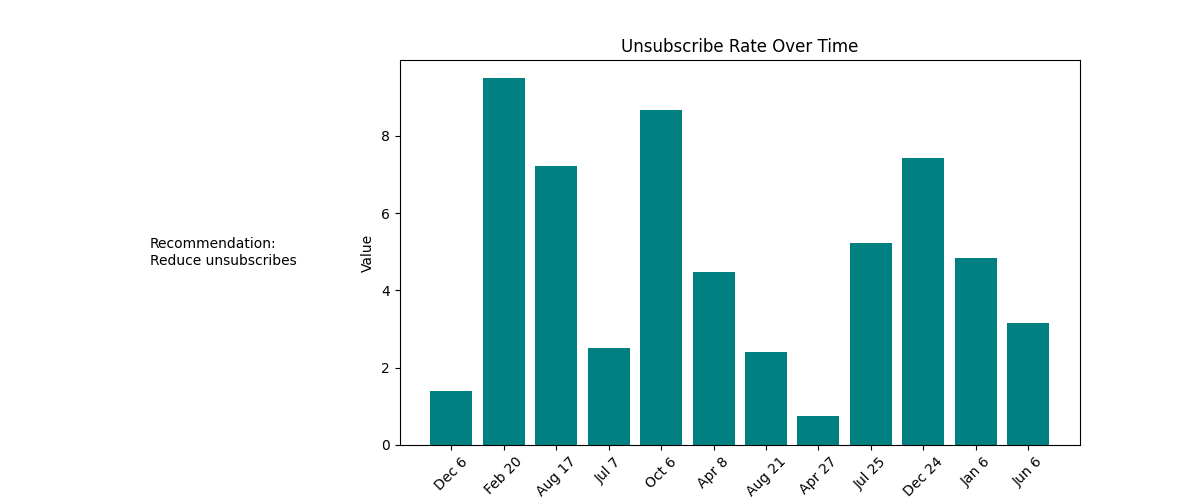 Unsubscribe Rate Over Time
Recommendation:
Reduce unsubscribes
Value
8
6
4
2
0
Dec 6
Feb 20
Aug 17
Jul 7
Oct 6
Apr 8
Aug 21
Apr 27
Jul 25
Dec 24
Jan 6
Jun 6